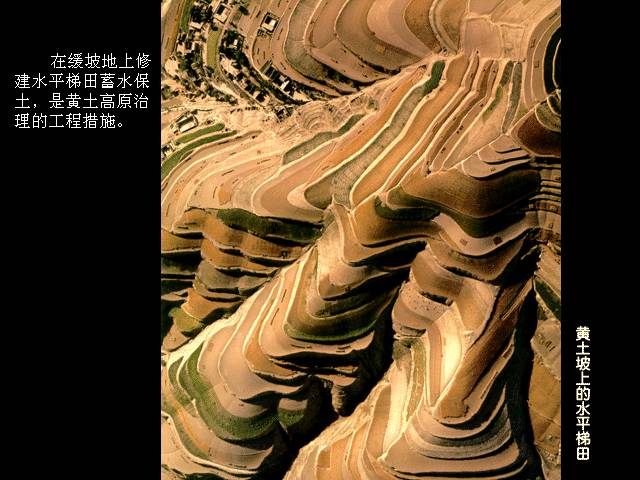 在缓坡地上修
建水平梯田蓄水保
土，是黄土高原治
理的工程措施。
黄土坡上的水平梯田